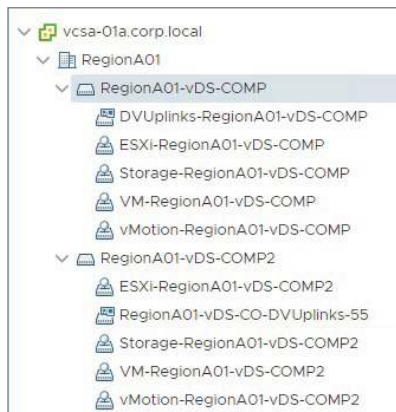 vcsa-01a.corp.local
RegionA01
RegionA01-vDS-COMP
DVUplinks-RegionA01-vDS-COMP
ESXi-RegionA01-vDS-COMP
Storage-RegionA01-vDS-COMP
VM-RegionA01-vDS-COMP
vMotion-RegionA01-vDS-COMP
RegionA01-vDS-COMP2
ESXi-RegionA01-vDS-COMP2
RegionA01-vDS-CO-DVUplinks-55
Storage-RegionA01-vDS-COMP2
VM-RegionA01-vDS-COMP2
vMotion-RegionA01-vDS-COMP2